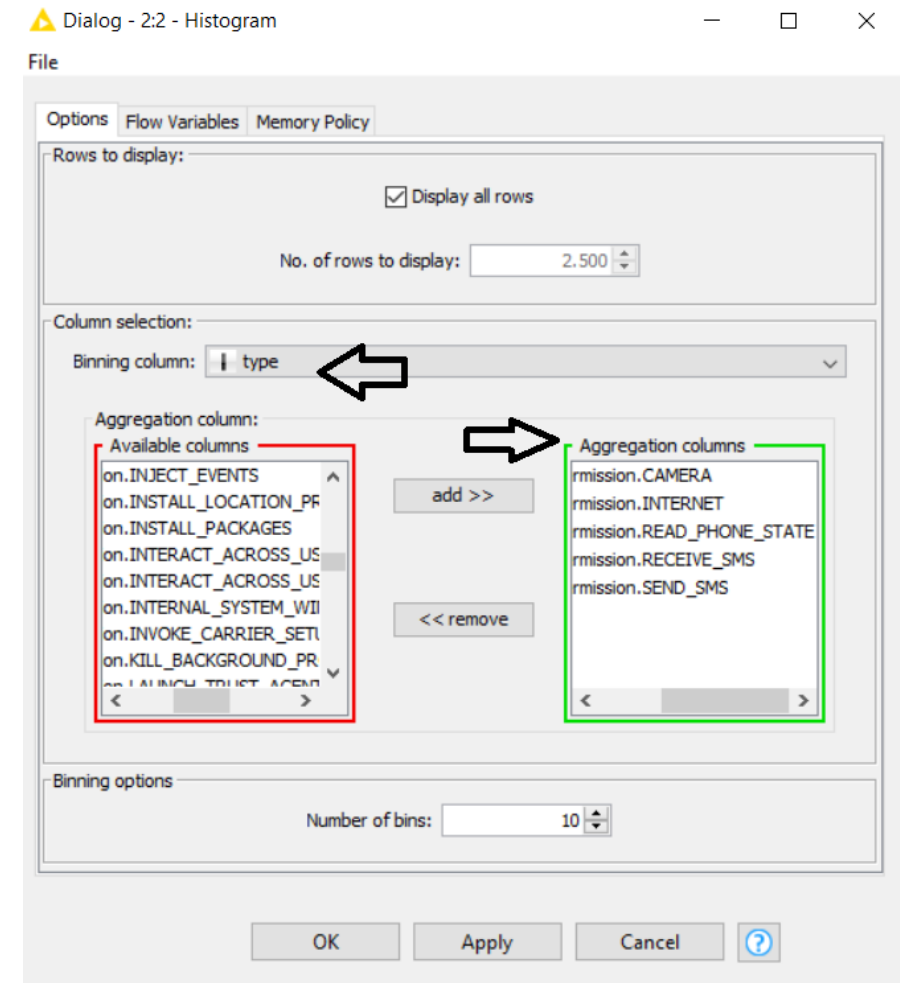 Dialog - 2:2 - Histogram
File
Options Flow Variables Memory Policy
Rows to display:
Display all rows
No. of rows to display: 2.500
Column selection:
Binning column: type
Aggregation column:
Available columns
on.INJECT_EVENTS
on.INSTALL_LOCATION_PR
on.INSTALL_PACKAGES
on.INTERACT_ACROSS_US
on.INTERACT_ACROSS_US
on.INTERNAL_SYSTEM_WI
on.INVOKE_CARRIER_SETU
on.KILL_BACKGROUND_PR
on.LAUNCH_TRUST_AGENT
add >>
<< remove
Aggregation columns
rmission.CAMERA
rmission.INTERNET
rmission.READ_PHONE_STATE
rmission.RECEIVE_SMS
rmission.SEND_SMS
Binning options
Number of bins: 10
OK Apply Cancel ?